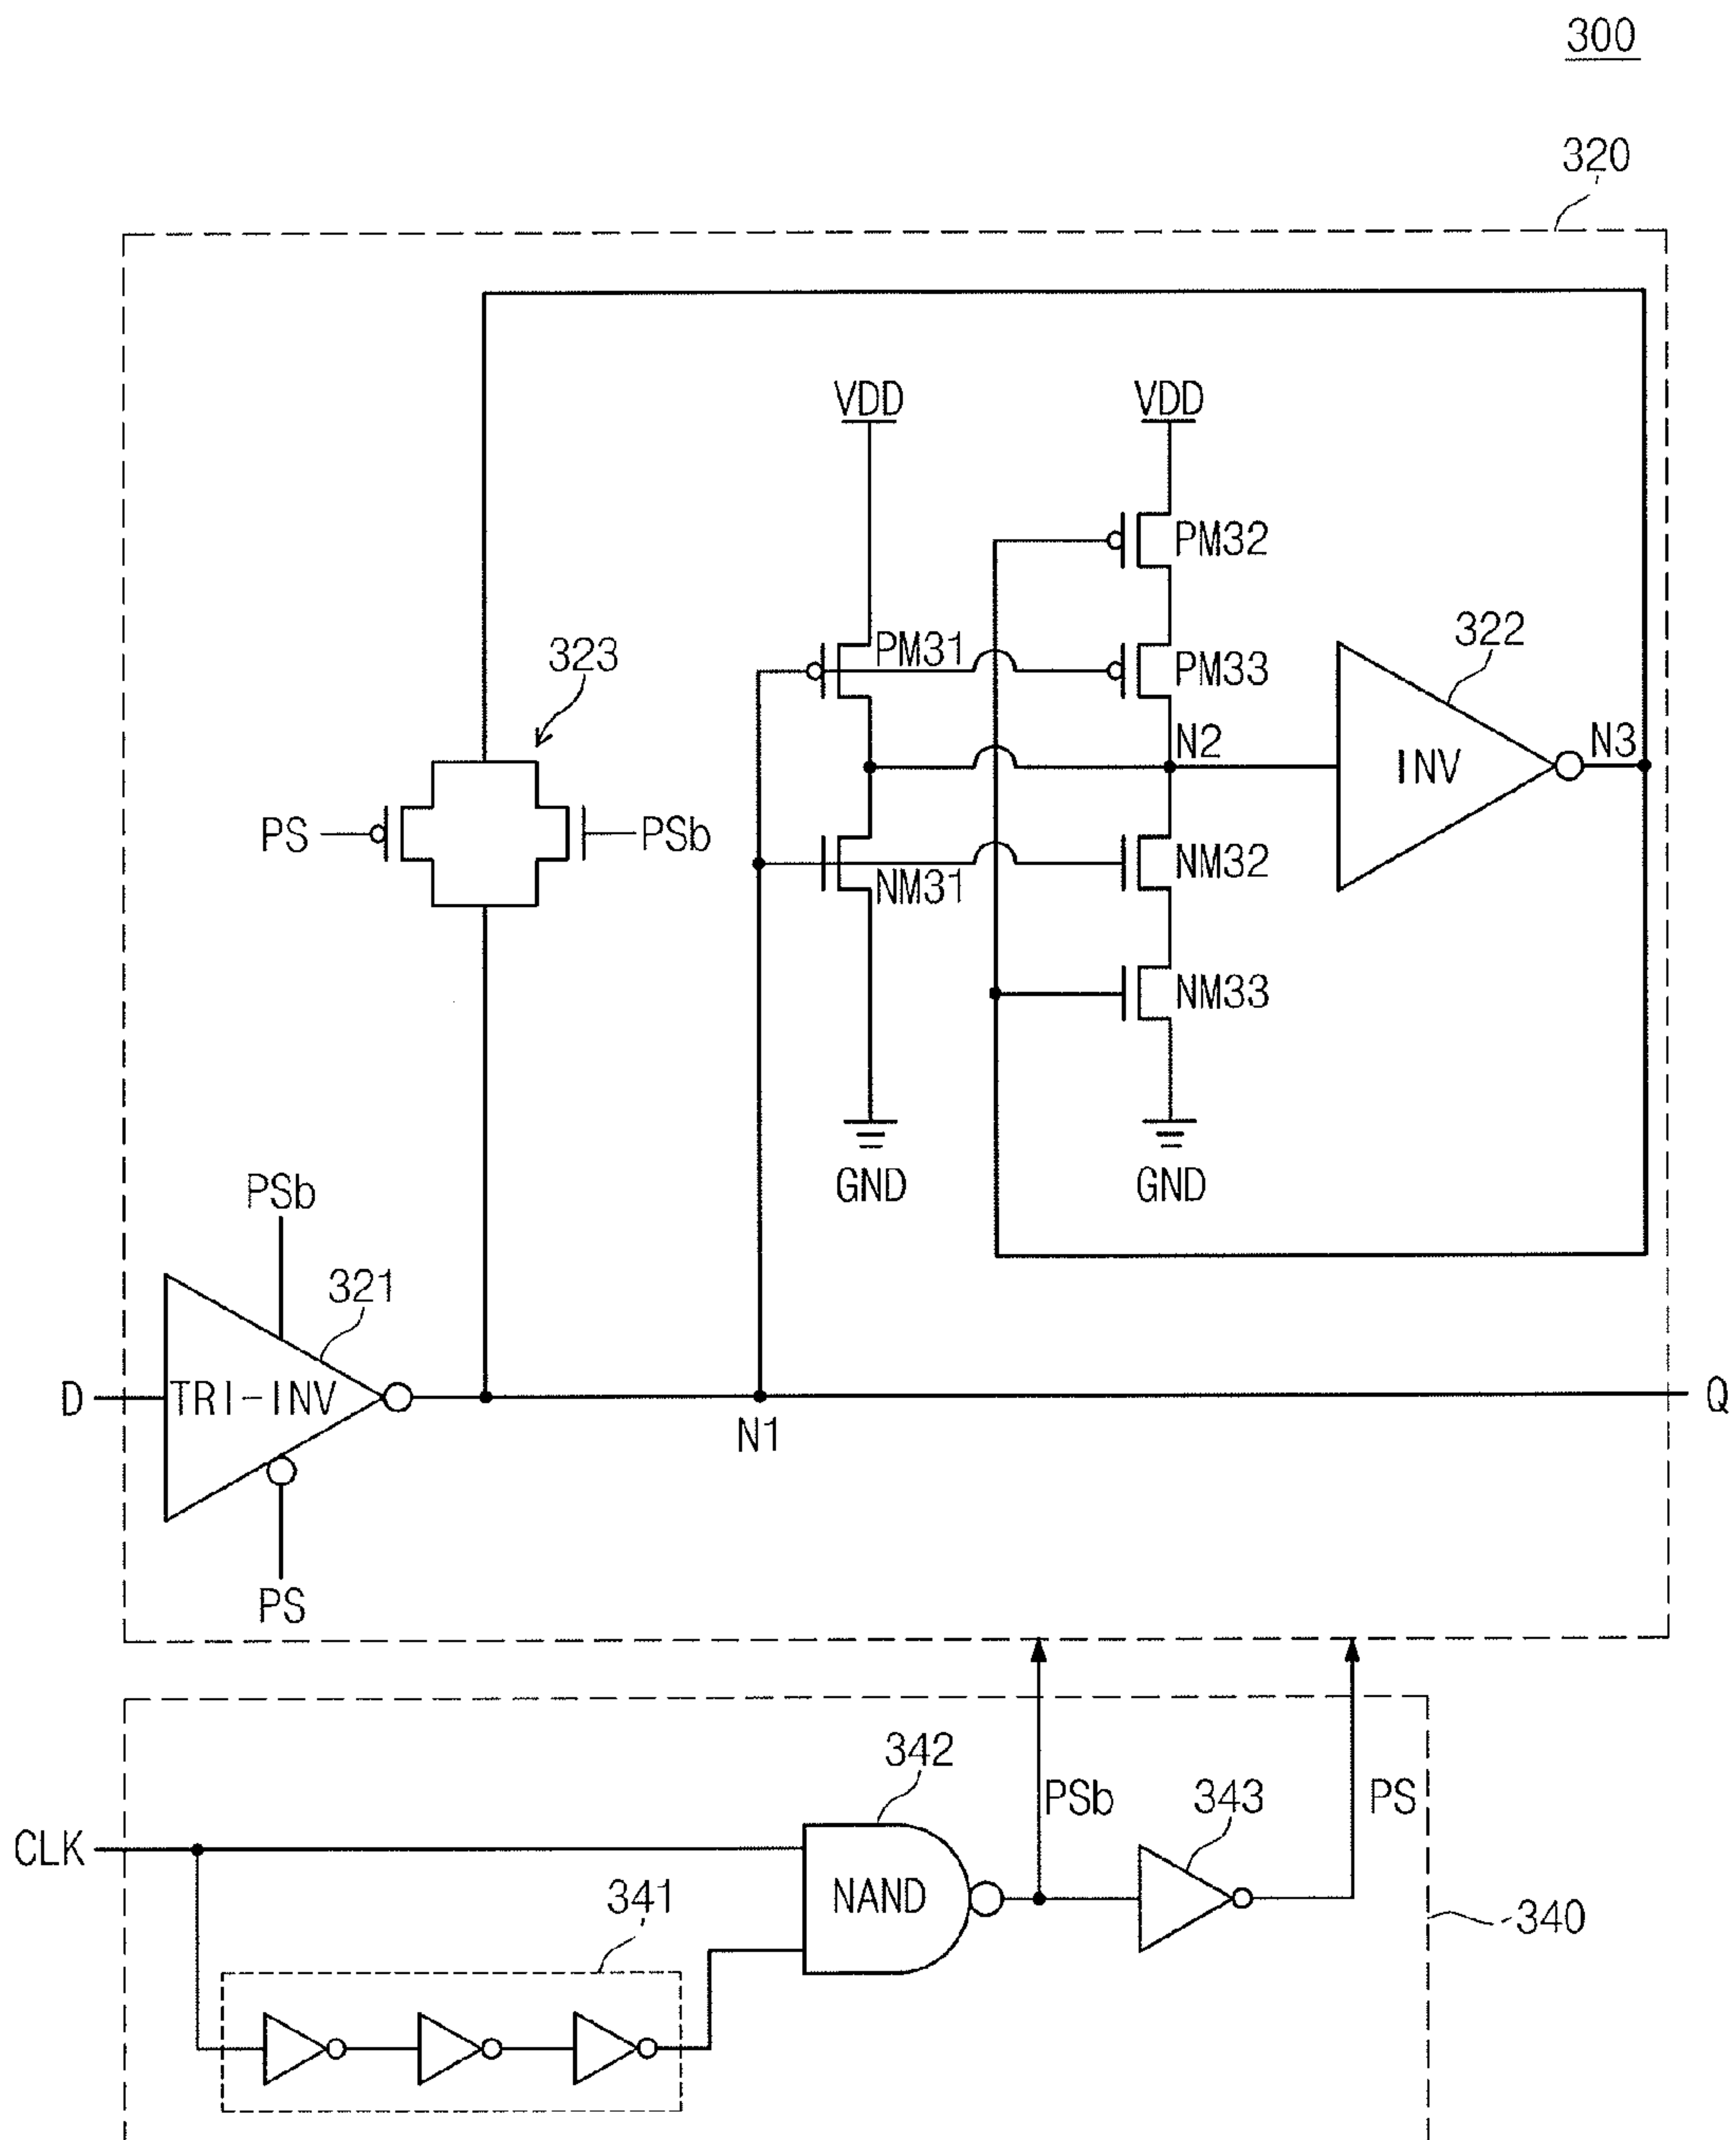 300
320
VDD
VDD
PM32
PM31
PM33
322
323
N2
INV
N3
PS
PSb
NM31
NM32
NM33
GND
GND
PSb
321
D
TRI-INV
Q
N1
PS
342
PSb
343
PS
CLK
NAND
341
340